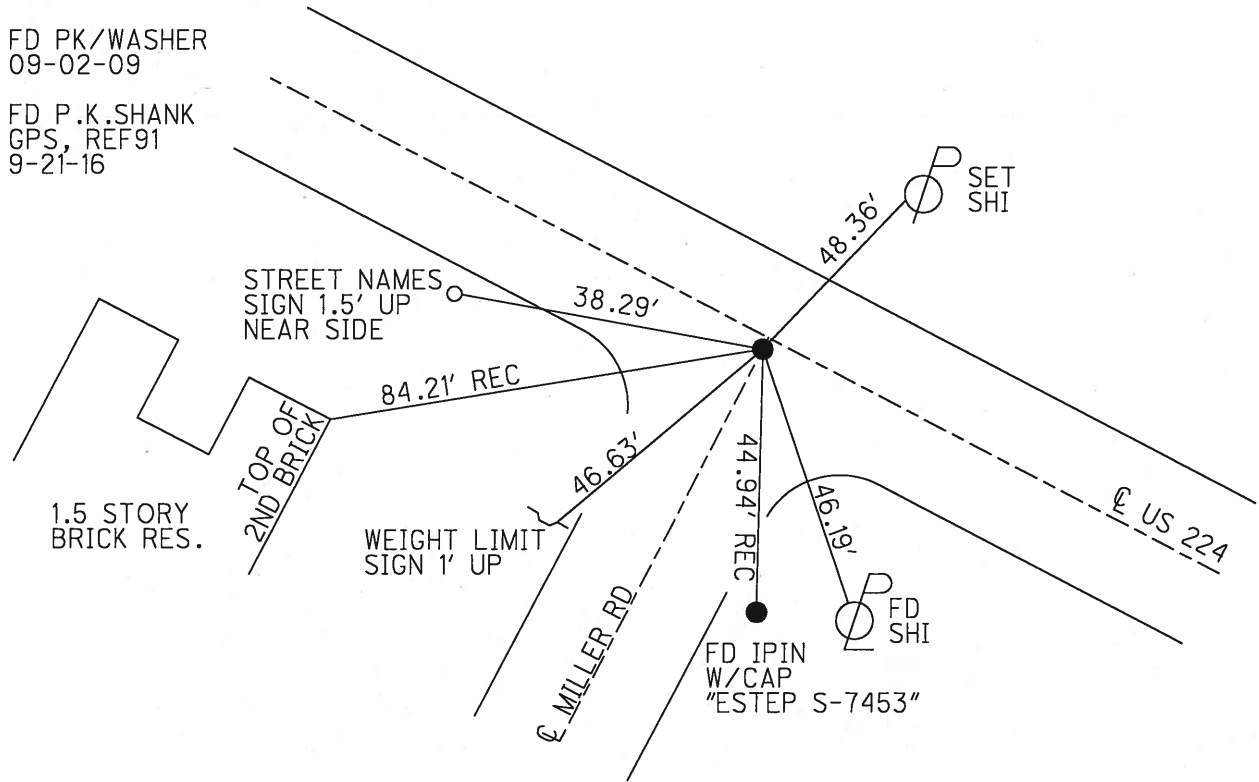 FD PK/WASHER
09-02-09
FD P.K.SHANK
GPS, REF91
9-21-16
SET
SHI
48.36'
STREET NAMES
SIGN 1.5' UP
NEAR SIDE
38.29'
84.21' REC
TOP OF
2ND BRICK
1.5 STORY
BRICK RES.
46.63'
WEIGHT LIMIT
SIGN 1' UP
44.94' REC
46.19'
℄ US 224
℄ MILLER RD
FD
SHI
FD IPIN
W/CAP
"ESTEP S-7453"